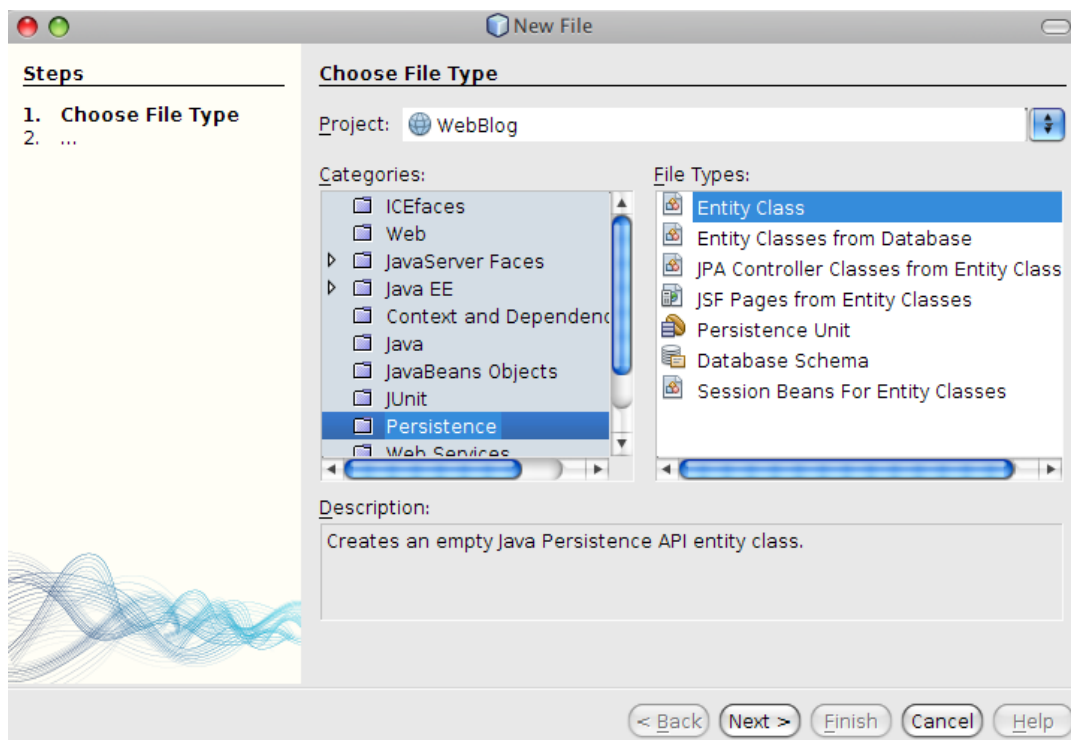 New File
Steps
1. Choose File Type
2. ...
Choose File Type
Project: WebBlog
Categories:
ICEfaces
Web
JavaServer Faces
Java EE
Context and Dependenc
Java
JavaBeans Objects
JUnit
Persistence
Web Services
File Types:
Entity Class
Entity Classes from Database
JPA Controller Classes from Entity Class
JSF Pages from Entity Classes
Persistence Unit
Database Schema
Session Beans For Entity Classes
Description:
Creates an empty Java Persistence API entity class.
< Back Next > Finish Cancel Help